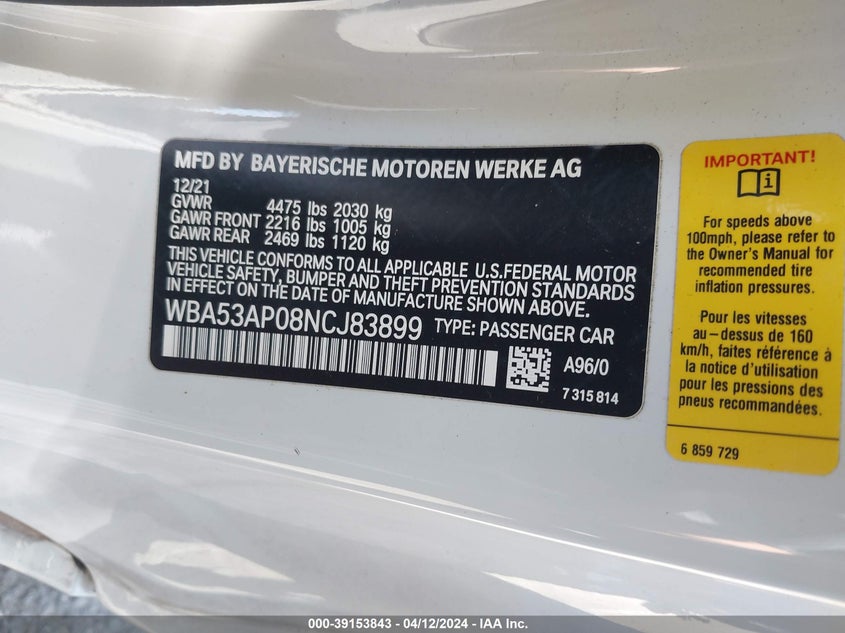 MFD BY BAYERISCHE MOTOREN WERKE AG
12/21
GVWR 4475 lbs 2030 kg
GAWR FRONT 2216 lbs 1005 kg
GAWR REAR 2469 lbs 1120 kg
THIS VEHICLE CONFORMS TO ALL APPLICABLE U.S.FEDERAL MOTOR
VEHICLE SAFETY, BUMPER AND THEFT PREVENTION STANDARDS
IN EFFECT ON THE DATE OF MANUFACTURE SHOWN ABOVE.
WBA53AP08NCJ83899 TYPE: PASSENGER CAR
A96/0
7 315 814
IMPORTANT!
i
For speeds above
100mph, please refer to
the Owner's Manual for
recommended tire
inflation pressures.
Pour les vitesses
au-dessus de 160
km/h, faites référence à
la notice d'utilisation
pour les pressions des
pneus recommandées.
6 859 729
000-39153843 - 04/12/2024 - IAA Inc.